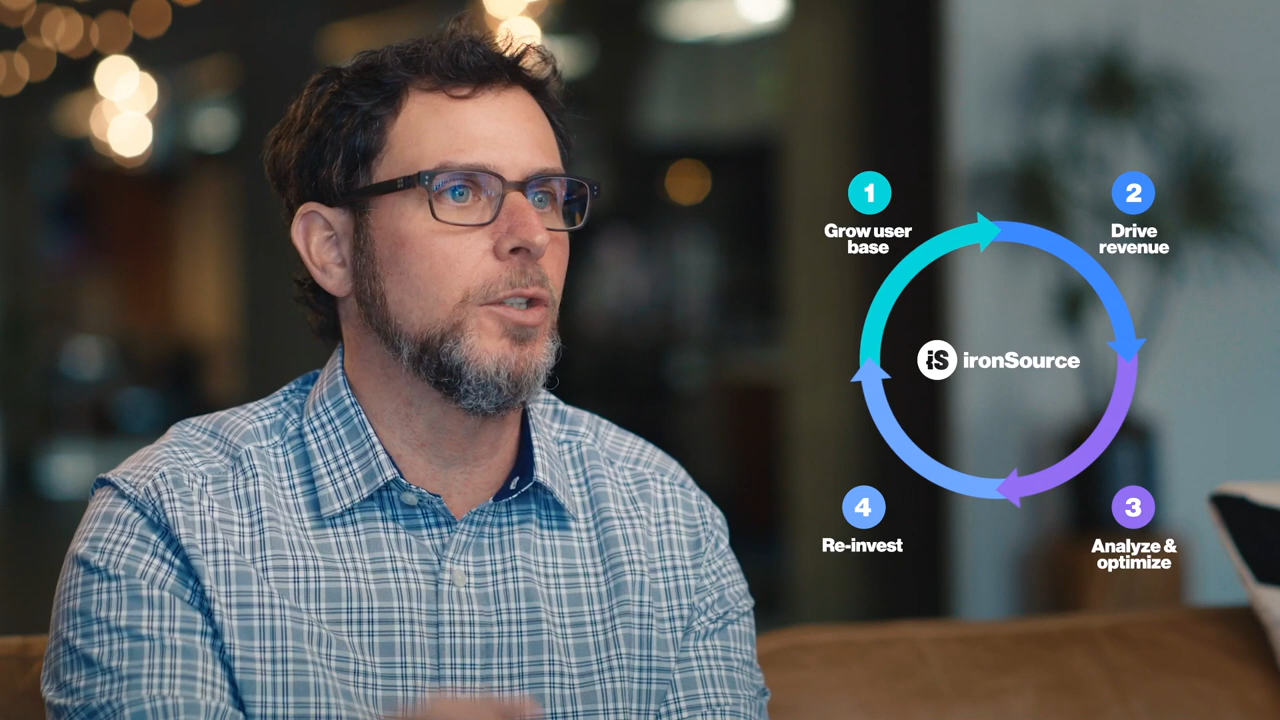 1
Grow user
base
2
Drive
revenue
iS ironSource
4
Re-invest
3
Analyze &
optimize